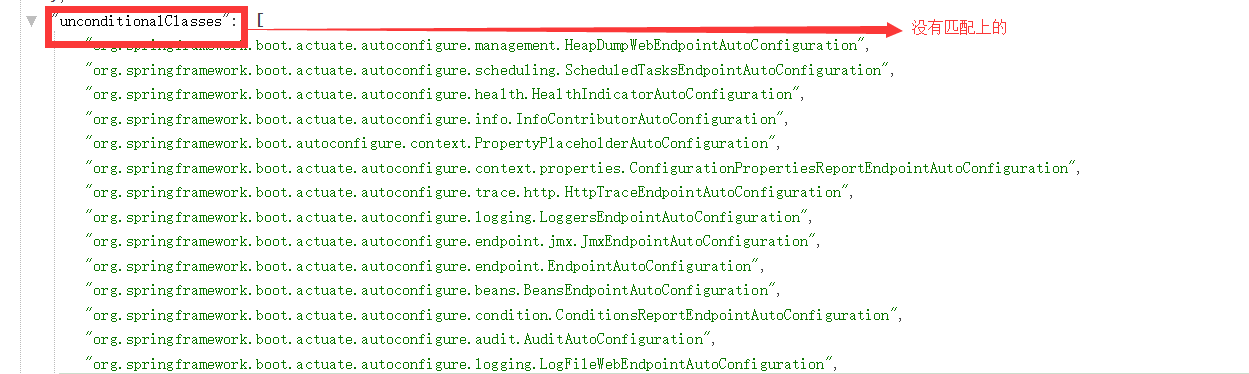 "unconditionalClasses": [
没有匹配上的
"org.springframework.boot.actuate.autoconfigure.management.HeapDumpWebEndpointAutoConfiguration",
"org.springframework.boot.actuate.autoconfigure.scheduling.ScheduledTasksEndpointAutoConfiguration",
"org.springframework.boot.actuate.autoconfigure.health.HealthIndicatorAutoConfiguration",
"org.springframework.boot.actuate.autoconfigure.info.InfoContributorAutoConfiguration",
"org.springframework.boot.autoconfigure.context.PropertyPlaceholderAutoConfiguration",
"org.springframework.boot.actuate.autoconfigure.context.properties.ConfigurationPropertiesReportEndpointAutoConfiguration",
"org.springframework.boot.actuate.autoconfigure.trace.http.HttpTraceEndpointAutoConfiguration",
"org.springframework.boot.actuate.autoconfigure.logging.LoggersEndpointAutoConfiguration",
"org.springframework.boot.actuate.autoconfigure.endpoint.jmx.JmxEndpointAutoConfiguration",
"org.springframework.boot.actuate.autoconfigure.endpoint.EndpointAutoConfiguration",
"org.springframework.boot.actuate.autoconfigure.beans.BeansEndpointAutoConfiguration",
"org.springframework.boot.actuate.autoconfigure.condition.ConditionsReportEndpointAutoConfiguration",
"org.springframework.boot.actuate.autoconfigure.audit.AuditAutoConfiguration",
"org.springframework.boot.actuate.autoconfigure.logging.LogFileWebEndpointAutoConfiguration",